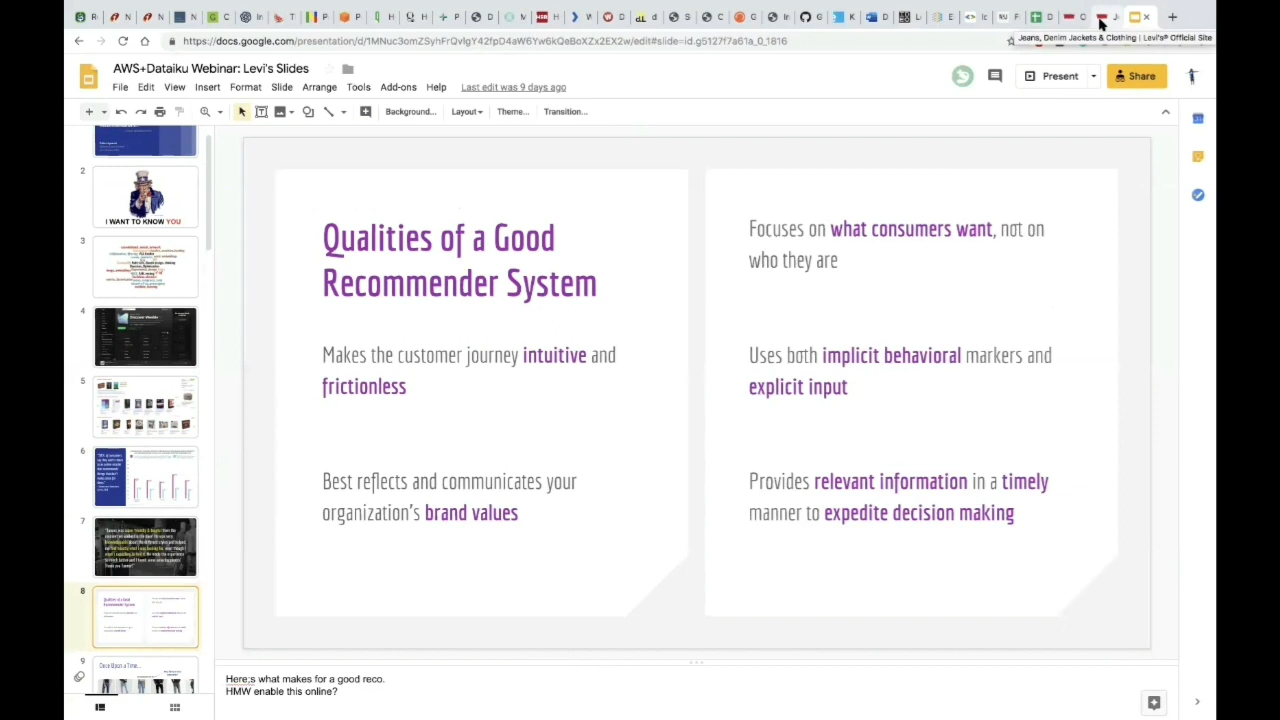 https://docs.google.com/presentation/d/
Jeans, Denim Jackets & Clothing | Levi's® Official Site
AWS+Dataiku Webinar: Levi's Slides
File Edit View Insert Format Slide Arrange Tools Add-ons Help Last edit was 9 days ago
Present
Share
Background... Layout Theme... Transition...
2
I WANT TO KNOW YOU
3
4
5
6
7
8
9
Once Upon a Time...
Qualities of a Good
Recommender System
Makes the customer journey intuitive and
frictionless
Best reflects and communicates your
organization's brand values
Focuses on what consumers want, not on
who they are
Uses both implicit behavioral markers and
explicit input
Provides relevant information in a timely
manner to expedite decision making
Here;s what makes for a good reco.
HMW enable this online?